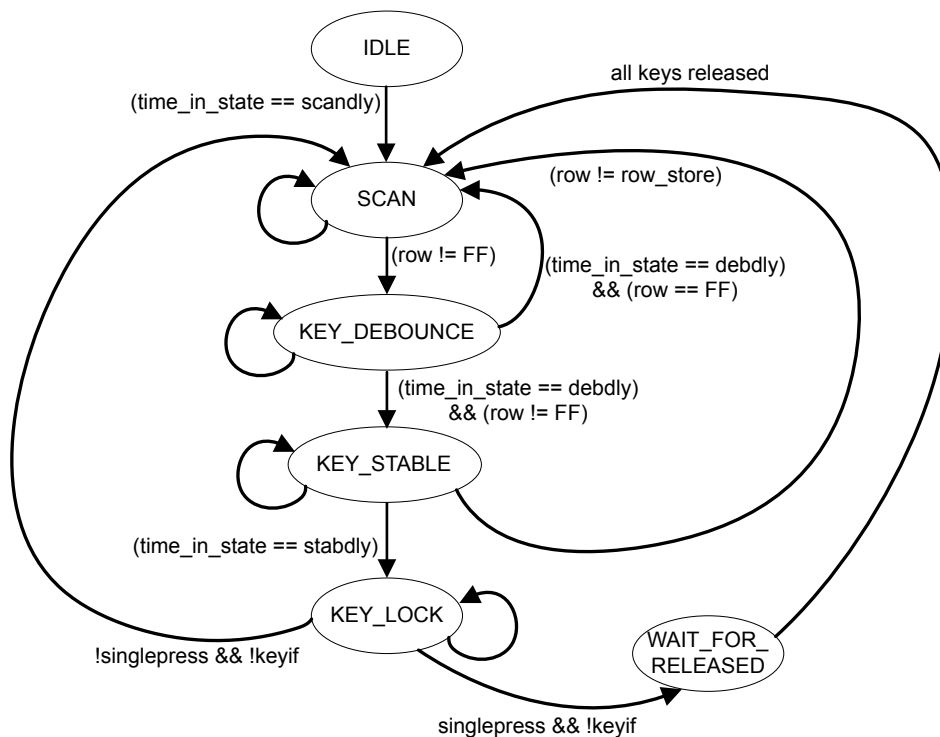 IDLE
all keys released
(time_in_state == scandly)
(row != row_store)
SCAN
(row != FF)
(time_in_state == debdly)
&& (row == FF)
KEY_DEBOUNCE
(time_in_state == debdly)
&& (row != FF)
KEY_STABLE
(time_in_state == stabdly)
KEY_LOCK
WAIT_FOR_
RELEASED
!singlepress && !keyif
singlepress && !keyif